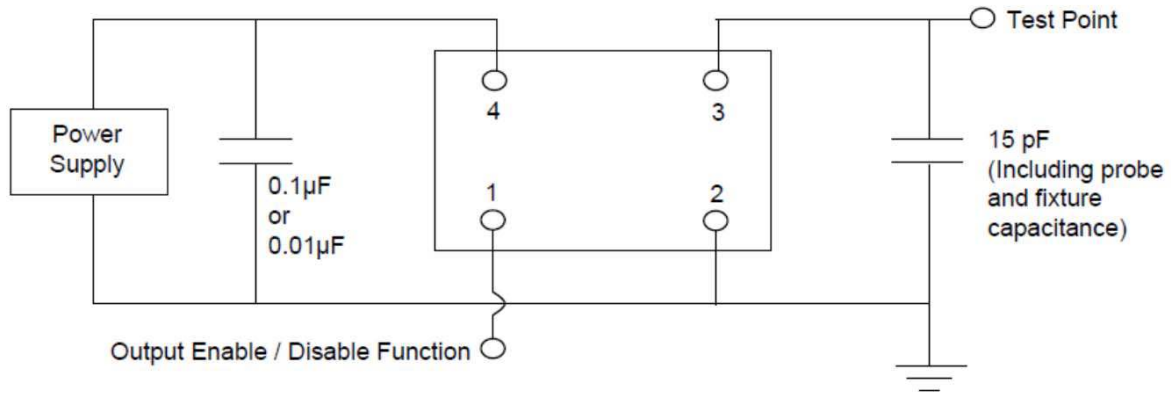 Test Point
4
3
Power
Supply
15 pF
(Including probe
and fixture
capacitance)
0.1µF
or
0.01µF
1
2
Output Enable / Disable Function